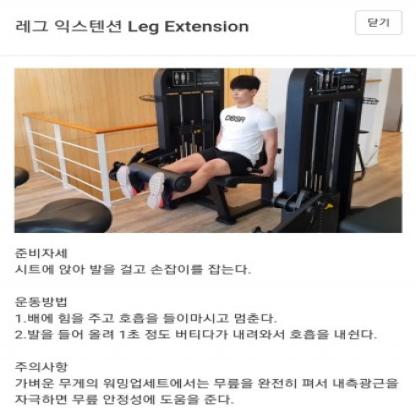 레그 익스텐션 Leg Extension
닫기
DBSR
준비자세
시트에 앉아 발을 걸고 손잡이를 잡는다.
운동방법
1.배에 힘을 주고 호흡을 들이마시고 멈춘다.
2.발을 들어 올려 1초 정도 버티다가 내려와서 호흡을 내쉰다.
주의사항
가벼운 무게의 워밍업세트에서는 무릎을 완전히 펴서 내측광근을
자극하면 무릎 안정성에 도움을 준다.